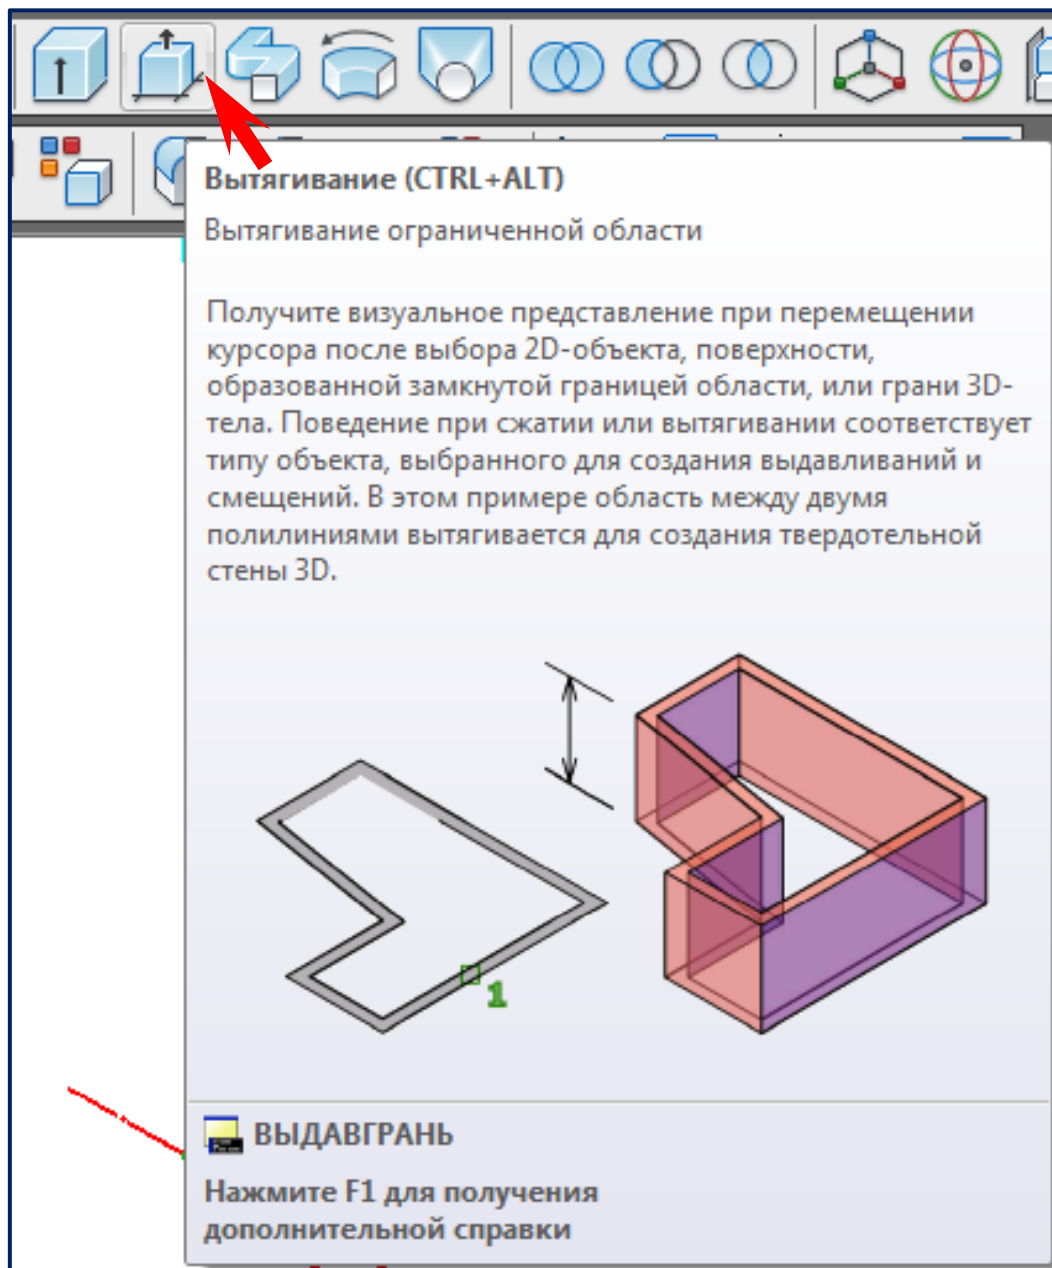 Вытягивание (CTRL+ALT)
Вытягивание ограниченной области
Получите визуальное представление при перемещении
курсора после выбора 2D-объекта, поверхности,
образованной замкнутой границей области, или грани 3D-
тела. Поведение при сжатии или вытягивании соответствует
типу объекта, выбранного для создания выдавливаний и
смещений. В этом примере область между двумя
полилиниями вытягивается для создания твердотельной
стены 3D.
1
ВЫДАВГРАНЬ
Нажмите F1 для получения
дополнительной справки